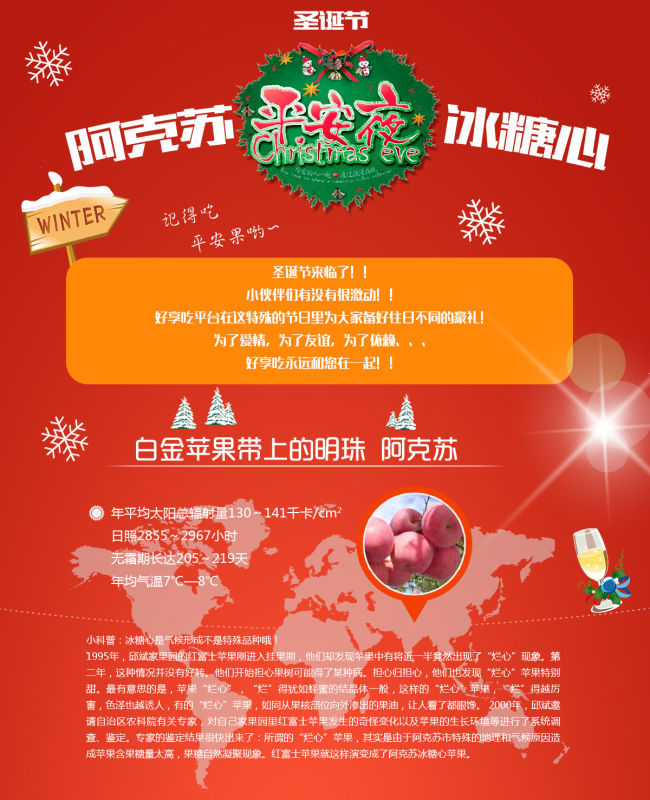 圣诞节
阿克苏
平安夜
冰糖心
Christmas eve
WINTER
记得吃
平安果哟~
圣诞节来临了！！
小伙伴们有没有很激动！！
好享吃平台在这特殊的节日里为大家备好往日不同的豪礼！
为了爱情，为了友谊，为了依赖、、、
好享吃永远和您在一起！！
白金苹果带上的明珠 阿克苏
年平均太阳总辐射量130～141千卡/cm²
日照2855～2967小时
无霜期长达205～219天
年均气温7℃—8℃
小科普：冰糖心是气候形成不是特殊品种哦！
1995年，邱斌家果园的红富士苹果刚进入挂果期，他们却发现苹果中有将近一半竟然出现了“烂心”现象。第
二年，这种情况并没有好转。他们开始担心果树可能得了某种病。担心归担心，他们也发现“烂心”苹果特别
甜。最有意思的是，苹果“烂心”，“烂”得犹如蜂蜜的结晶体一般，这样的“烂心”苹果，“烂”得越厉
害，色泽也越诱人，有的“烂心”苹果，如同从果核部位向外渗出的果油，让人看了都眼馋。 2000年，邱斌邀
请自治区农科院有关专家，对自己家果园里红富士苹果发生的奇怪变化以及苹果的生长环境等进行了系统调
查、鉴定。专家的鉴定结果很快出来了：所谓的“烂心”苹果，其实是由于阿克苏市特殊的地理和气候原因造
成苹果含果糖量太高，果糖自然凝聚现象。红富士苹果就这样演变成了阿克苏冰糖心苹果。